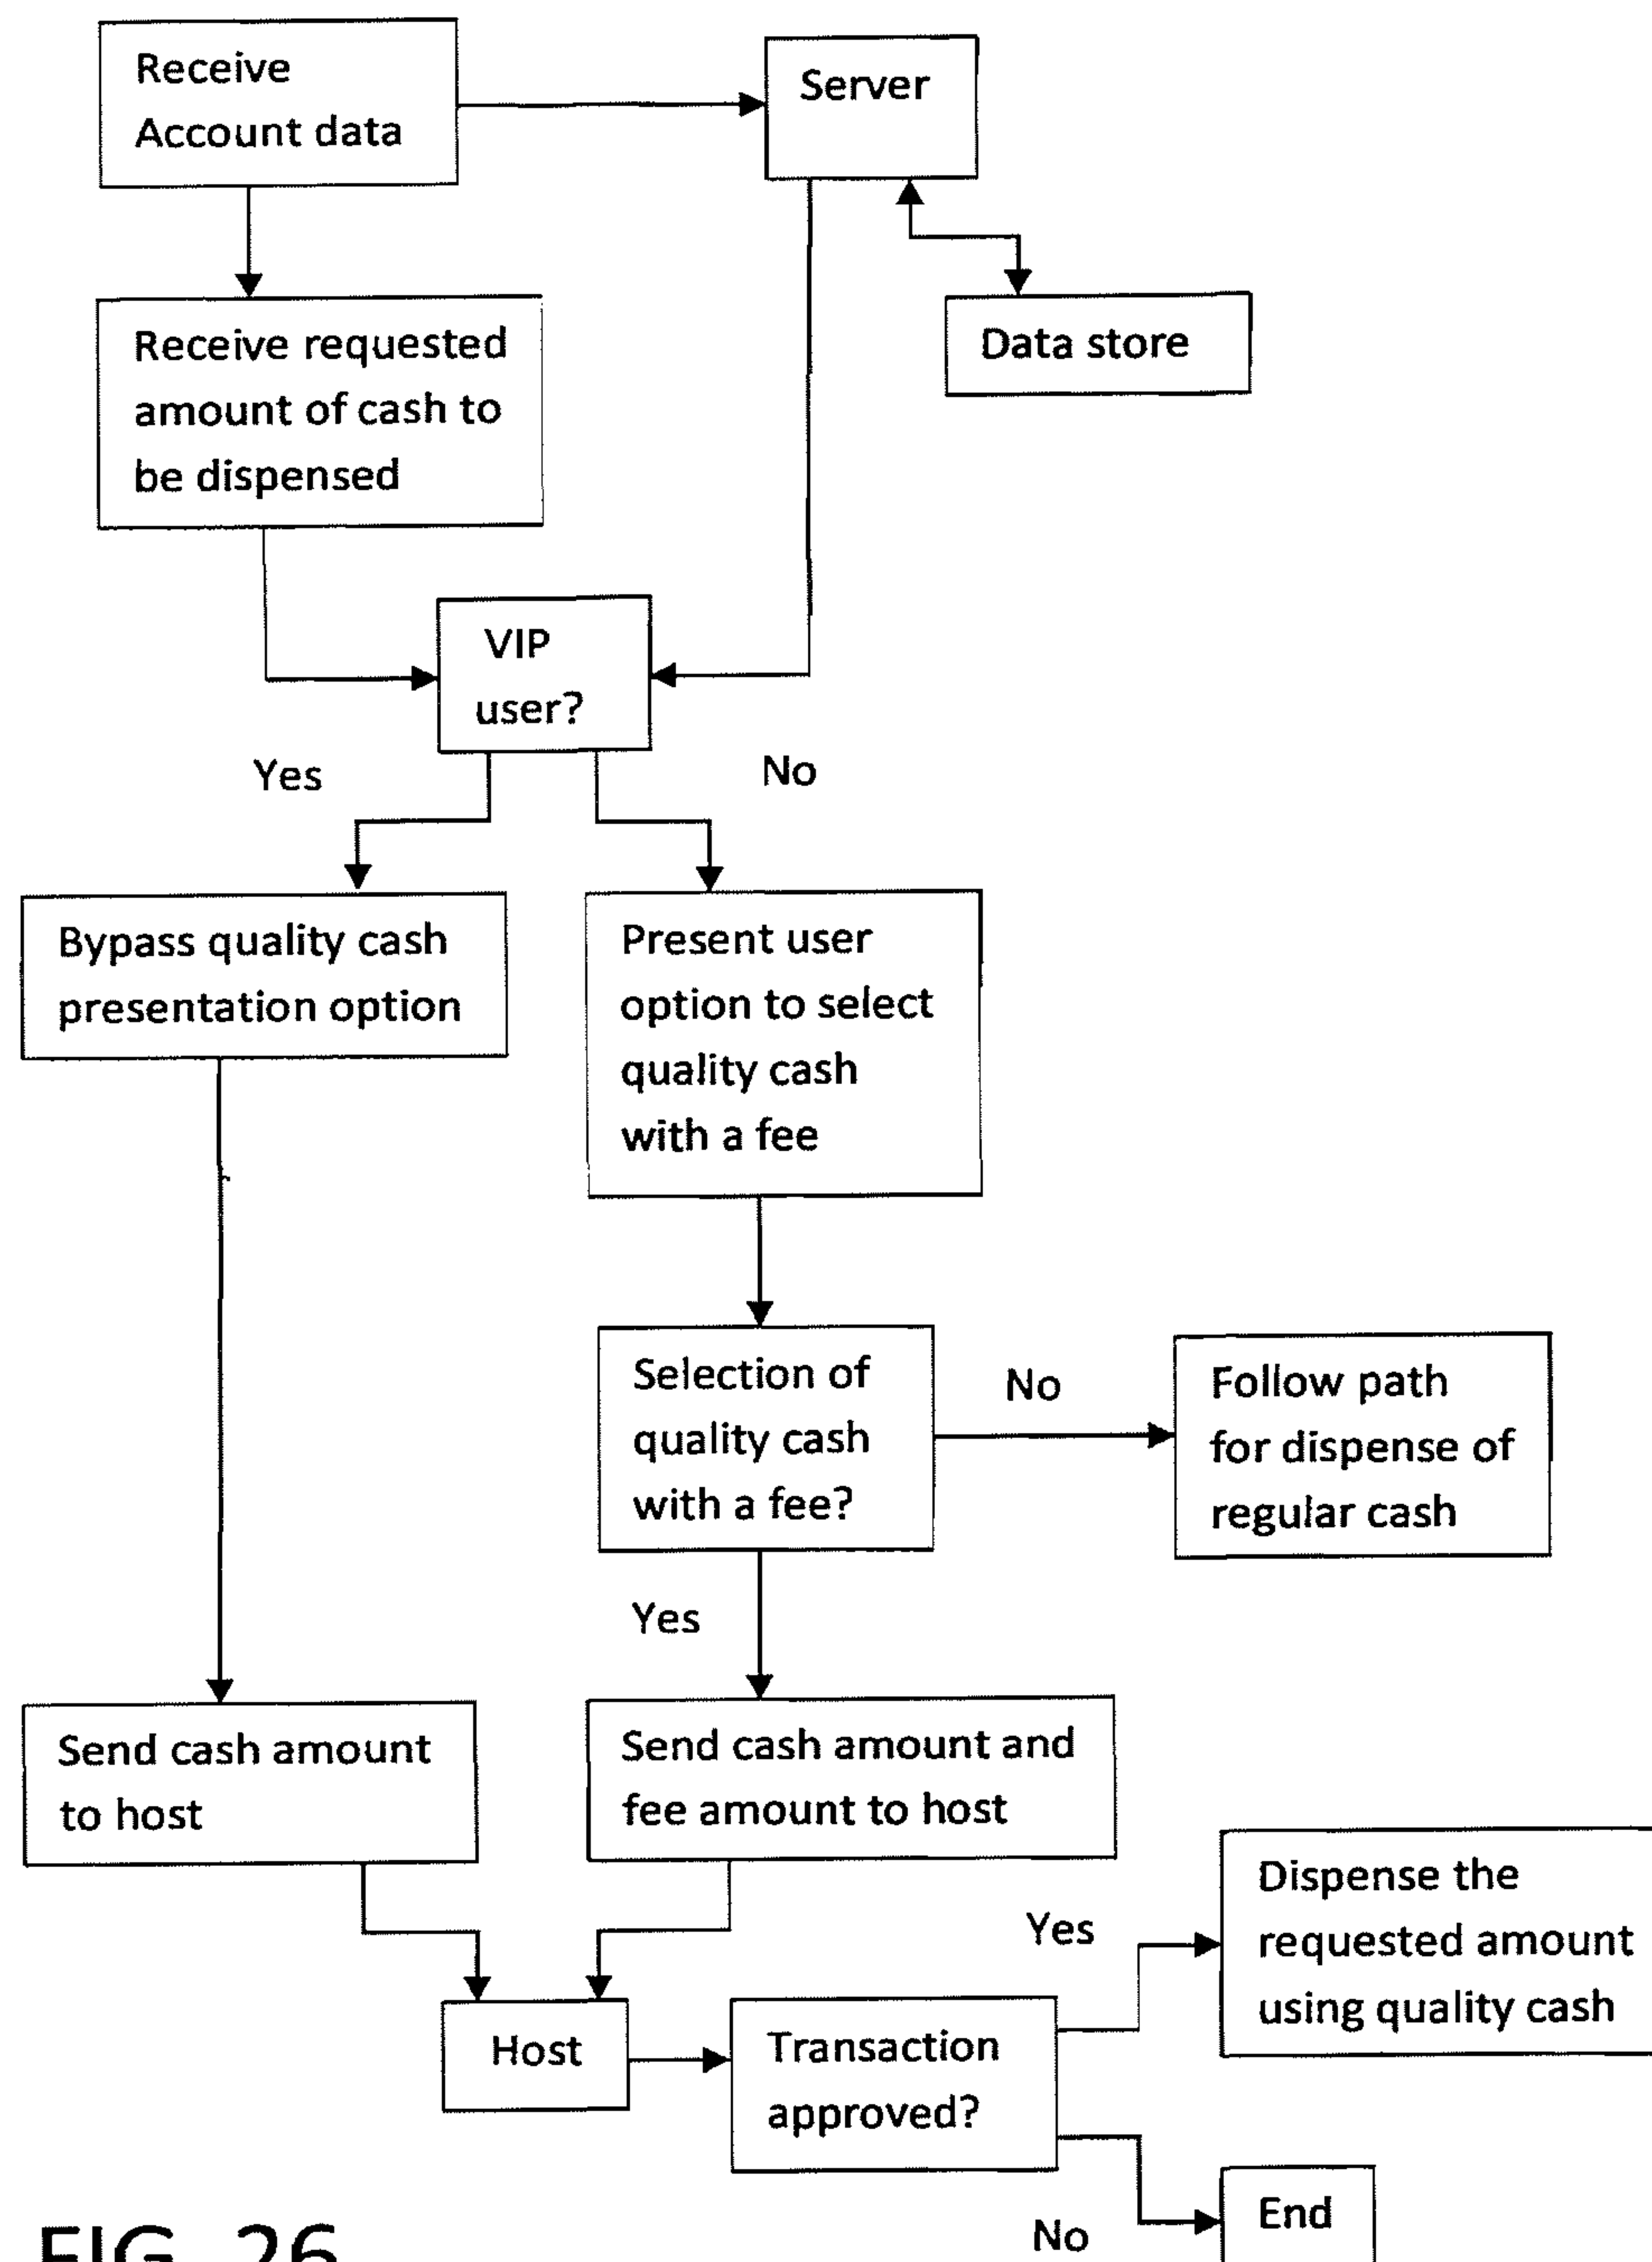 Receive
Account data
Server
Receive requested
amount of cash to
be dispensed
Data store
VIP
user?
Yes
No
Bypass quality cash
presentation option
Present user
option to select
quality cash
with a fee
Selection of
quality cash
with a fee?
No
Follow path
for dispense of
regular cash
Yes
Send cash amount
to host
Send cash amount and
fee amount to host
Yes
Dispense the
requested amount
using quality cash
Host
Transaction
approved?
No
End
FIG. 26